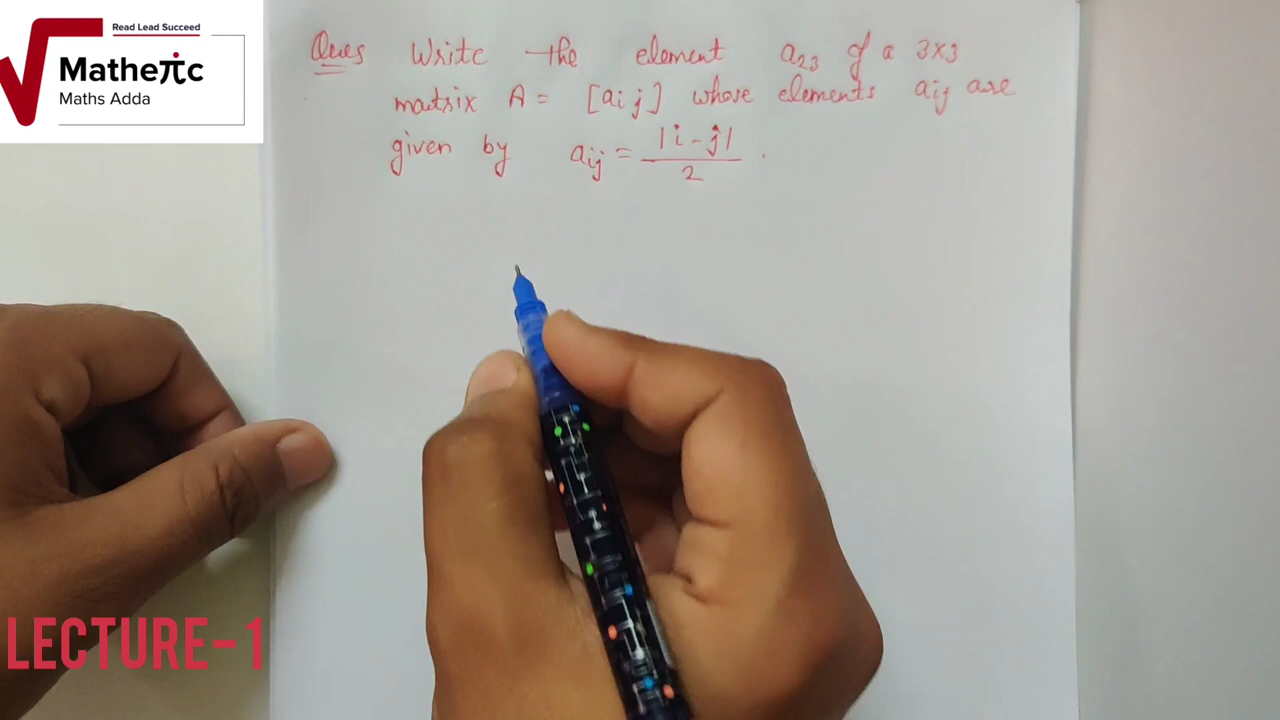 Read Lead Succeed
Matheπc
Maths Adda
Ques Write the element a₂₃ of a 3x3
matrix A = [aij] whose elements aij are
given by aij = |i - j| / 2 .
LECTURE-1